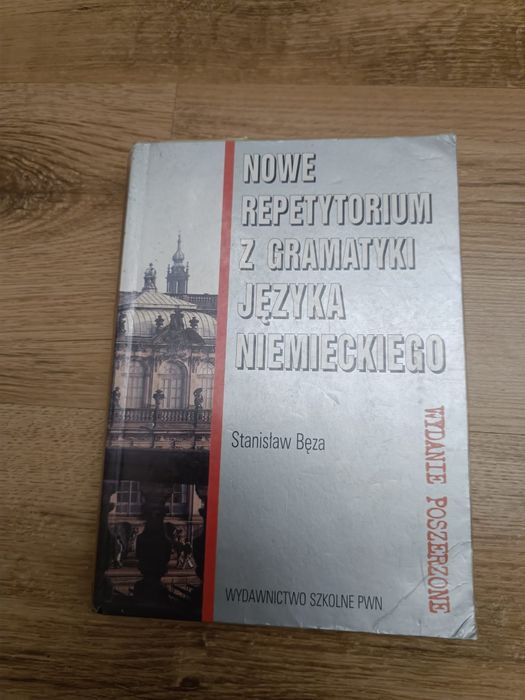 NOWE
REPETYTORIUM
Z GRAMATYKI
JĘZYKA
NIEMIECKIEGO
Stanisław Bęza
WYDANIE POSZERZONE
WYDAWNICTWO SZKOLNE PWN